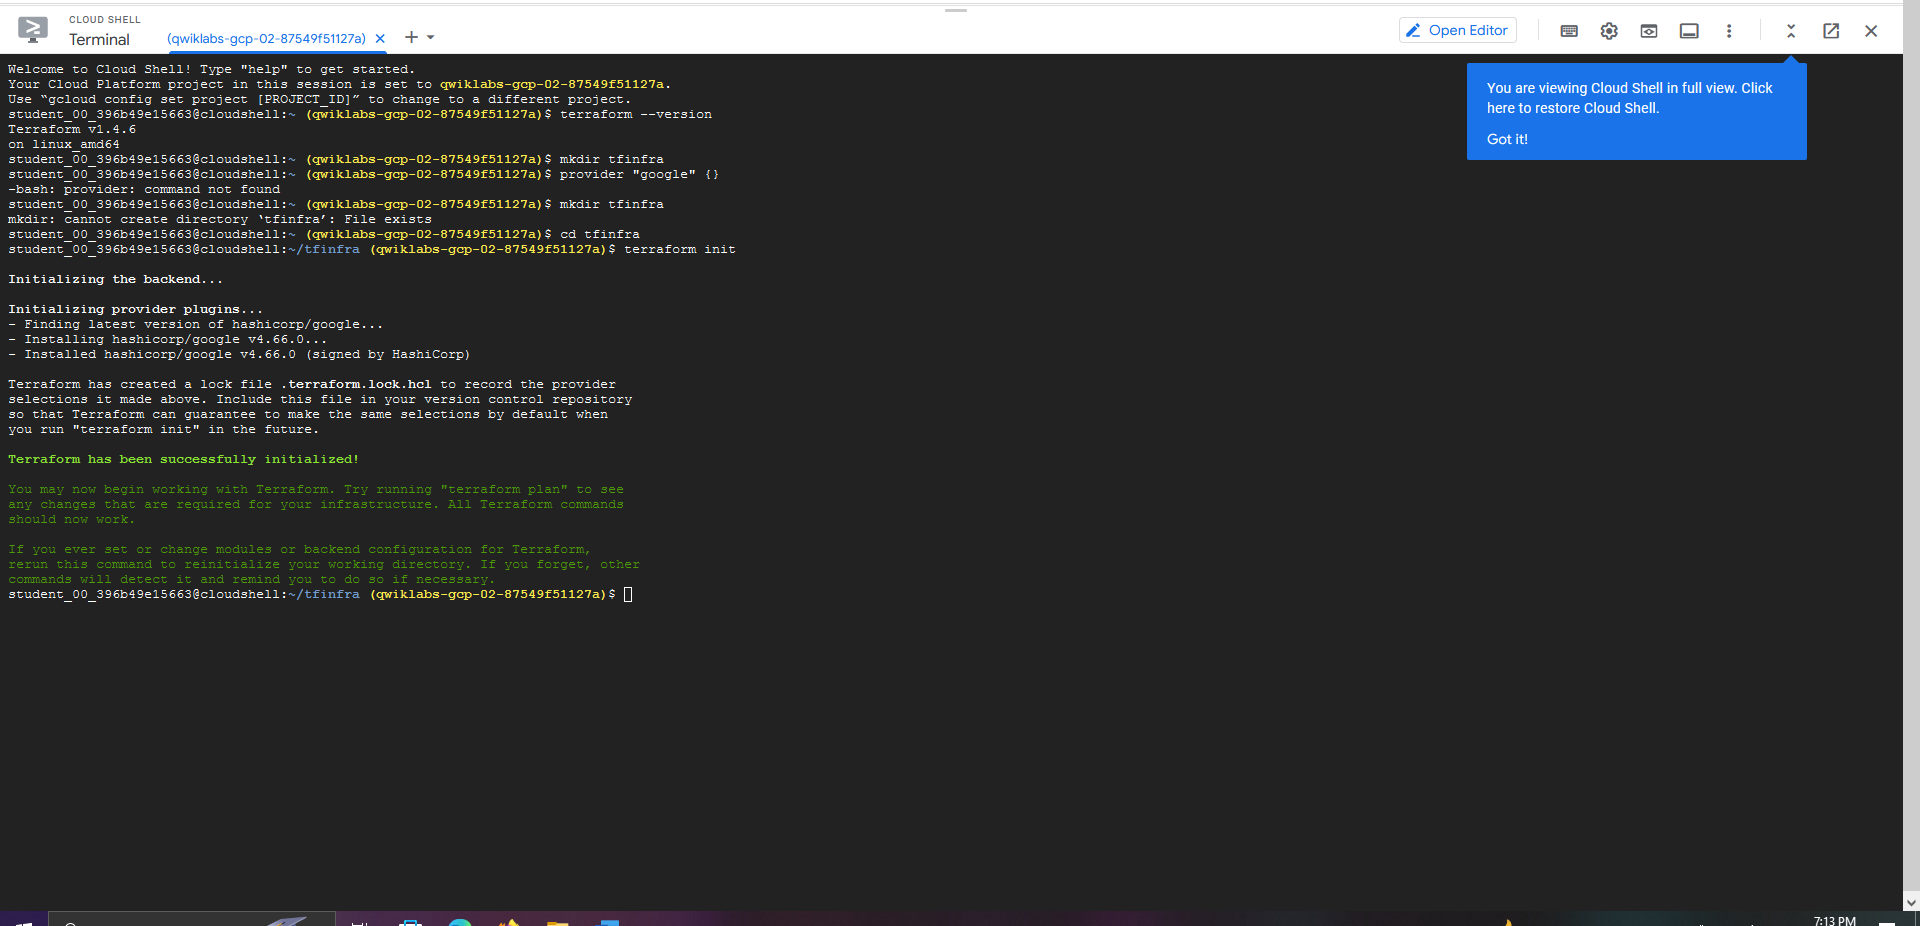 CLOUD SHELL
Terminal
(qwiklabs-gcp-02-87549f51127a)
Open Editor
Welcome to Cloud Shell! Type "help" to get started.
Your Cloud Platform project in this session is set to qwiklabs-gcp-02-87549f51127a.
Use “gcloud config set project [PROJECT_ID]” to change to a different project.
student_00_396b49e15663@cloudshell:~ (qwiklabs-gcp-02-87549f51127a)$ terraform --version
Terraform v1.4.6
on linux_amd64
student_00_396b49e15663@cloudshell:~ (qwiklabs-gcp-02-87549f51127a)$ mkdir tfinfra
student_00_396b49e15663@cloudshell:~ (qwiklabs-gcp-02-87549f51127a)$ provider "google" {}
-bash: provider: command not found
student_00_396b49e15663@cloudshell:~ (qwiklabs-gcp-02-87549f51127a)$ mkdir tfinfra
mkdir: cannot create directory ‘tfinfra’: File exists
student_00_396b49e15663@cloudshell:~ (qwiklabs-gcp-02-87549f51127a)$ cd tfinfra
student_00_396b49e15663@cloudshell:~/tfinfra (qwiklabs-gcp-02-87549f51127a)$ terraform init
Initializing the backend...
Initializing provider plugins...
- Finding latest version of hashicorp/google...
- Installing hashicorp/google v4.66.0...
- Installed hashicorp/google v4.66.0 (signed by HashiCorp)
Terraform has created a lock file .terraform.lock.hcl to record the provider
selections it made above. Include this file in your version control repository
so that Terraform can guarantee to make the same selections by default when
you run "terraform init" in the future.
Terraform has been successfully initialized!
You may now begin working with Terraform. Try running "terraform plan" to see
any changes that are required for your infrastructure. All Terraform commands
should now work.
If you ever set or change modules or backend configuration for Terraform,
rerun this command to reinitialize your working directory. If you forget, other
commands will detect it and remind you to do so if necessary.
student_00_396b49e15663@cloudshell:~/tfinfra (qwiklabs-gcp-02-87549f51127a)$
You are viewing Cloud Shell in full view. Click
here to restore Cloud Shell.
Got it!
7:13 PM